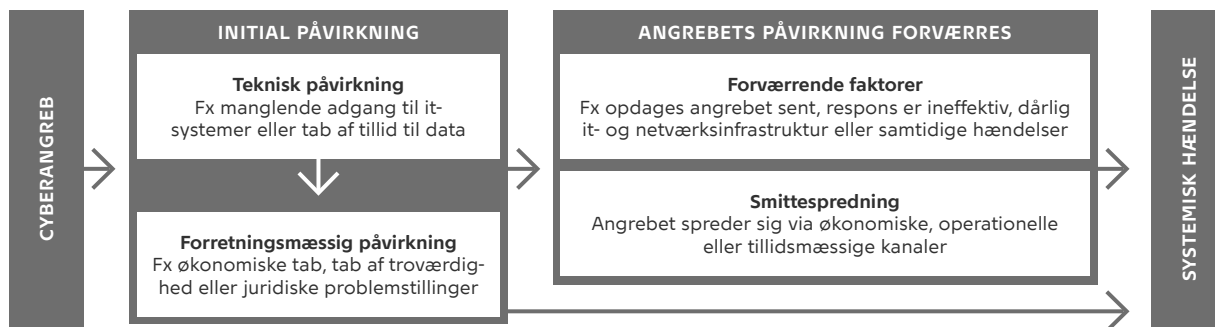 CYBERANGREB
INITIAL PÅVIRKNING
Teknisk påvirkning
Fx manglende adgang til it-
systemer eller tab af tillid til data
Forretningsmæssig påvirkning
Fx økonomiske tab, tab af troværdig-
hed eller juridiske problemstillinger
ANGREBETS PÅVIRKNING FORVÆRRES
Forværrende faktorer
Fx opdages angrebet sent, respons er ineffektiv, dårlig
it- og netværksinfrastruktur eller samtidige hændelser
Smittespredning
Angrebet spreder sig via økonomiske, operationelle
eller tillidsmæssige kanaler
SYSTEMISK HÆNDELSE